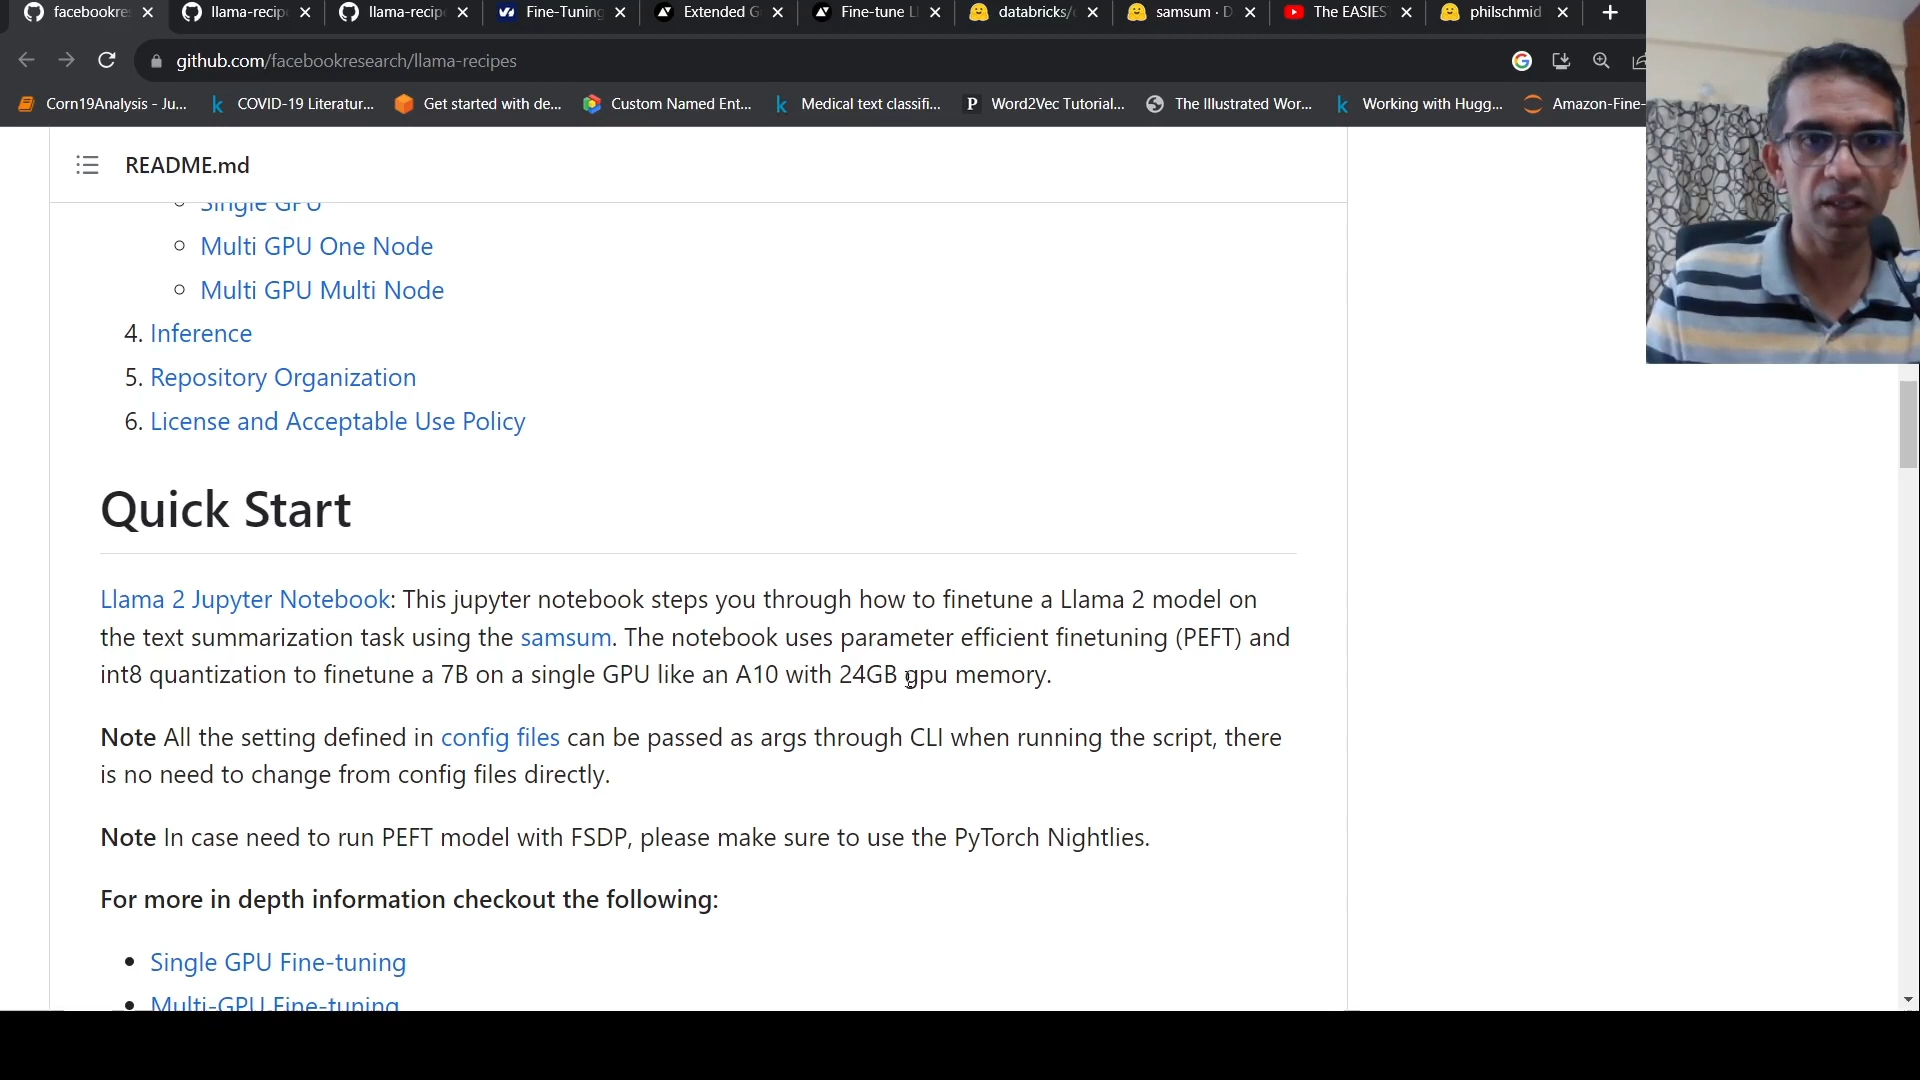 facebookre
llama-recip
llama-recip
Fine-Tuning
Extended G
Fine-tune Ll
databricks/
samsum · D
The EASIES
philschmid
github.com/facebookresearch/llama-recipes
Corn19Analysis - Ju...
COVID-19 Literatur...
Get started with de...
Custom Named Ent...
Medical text classifi...
Word2Vec Tutorial...
The Illustrated Wor...
Working with Hugg...
Amazon-Fine-
README.md
Single GPU
Multi GPU One Node
Multi GPU Multi Node
4. Inference
5. Repository Organization
6. License and Acceptable Use Policy
Quick Start
Llama 2 Jupyter Notebook: This jupyter notebook steps you through how to finetune a Llama 2 model on
the text summarization task using the samsum. The notebook uses parameter efficient finetuning (PEFT) and
int8 quantization to finetune a 7B on a single GPU like an A10 with 24GB gpu memory.
Note All the setting defined in config files can be passed as args through CLI when running the script, there
is no need to change from config files directly.
Note In case need to run PEFT model with FSDP, please make sure to use the PyTorch Nightlies.
For more in depth information checkout the following:
Single GPU Fine-tuning
Multi-GPU Fine-tuning